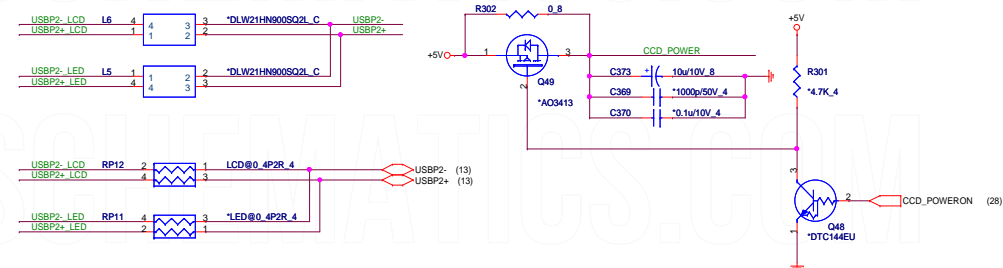 USBP2-_LCD L6 *DLW21HN900SQ2L_C USBP2-
4 3
USBP2+_LCD USBP2+
1 2
USBP2-_LED L5 *DLW21HN900SQ2L_C
1 2
USBP2+_LED
4 3
R302 0_8
+5V 1 3 CCD_POWER
Q49
2
*AO3413
C373 + 10u/10V_8
C369 *1000p/50V_4
C370 *0.1u/10V_4
+5V
R301
*4.7K_4
USBP2-_LCD RP12 LCD@0_4P2R_4
2 1
USBP2+_LCD
4 3
USBP2- (13)
USBP2+ (13)
USBP2-_LED RP11 *LED@0_4P2R_4
4 3
USBP2+_LED
2 1
3
2 CCD_POWERON (28)
Q48
1
*DTC144EU
SCHEMATICS.COM